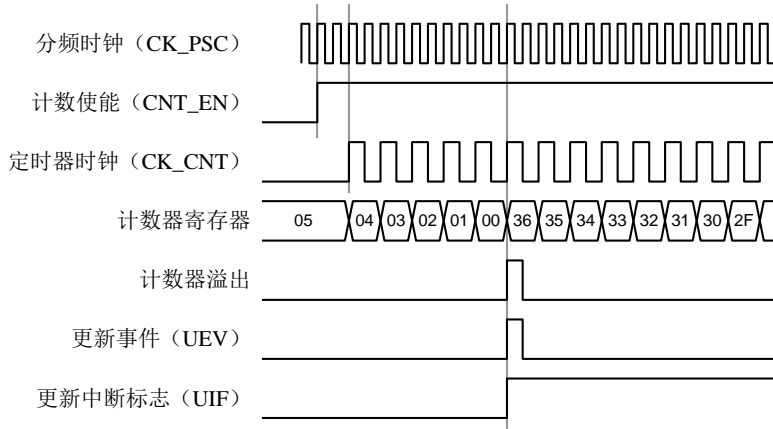 分频时钟（CK_PSC）
计数使能（CNT_EN）
定时器时钟（CK_CNT）
计数器寄存器 05 04 03 02 01 00 36 35 34 33 32 31 30 2F
计数器溢出
更新事件（UEV）
更新中断标志（UIF）